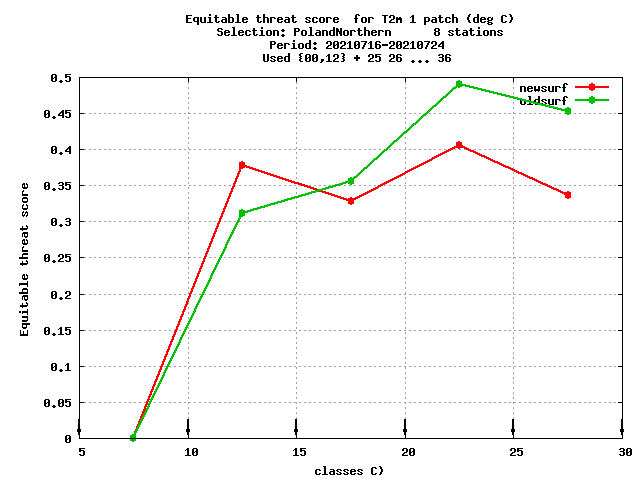 Equitable threat score  for T2m 1 patch (deg C)
Selection: PolandNorthern      8 stations
Period: 20210716-20210724
Used {00,12} + 25 26 ... 36
newsurf
oldsurf
0.5
0.45
0.4
0.35
0.3
0.25
0.2
0.15
0.1
0.05
0
Equitable threat score
5 10 15 20 25 30
classes C)